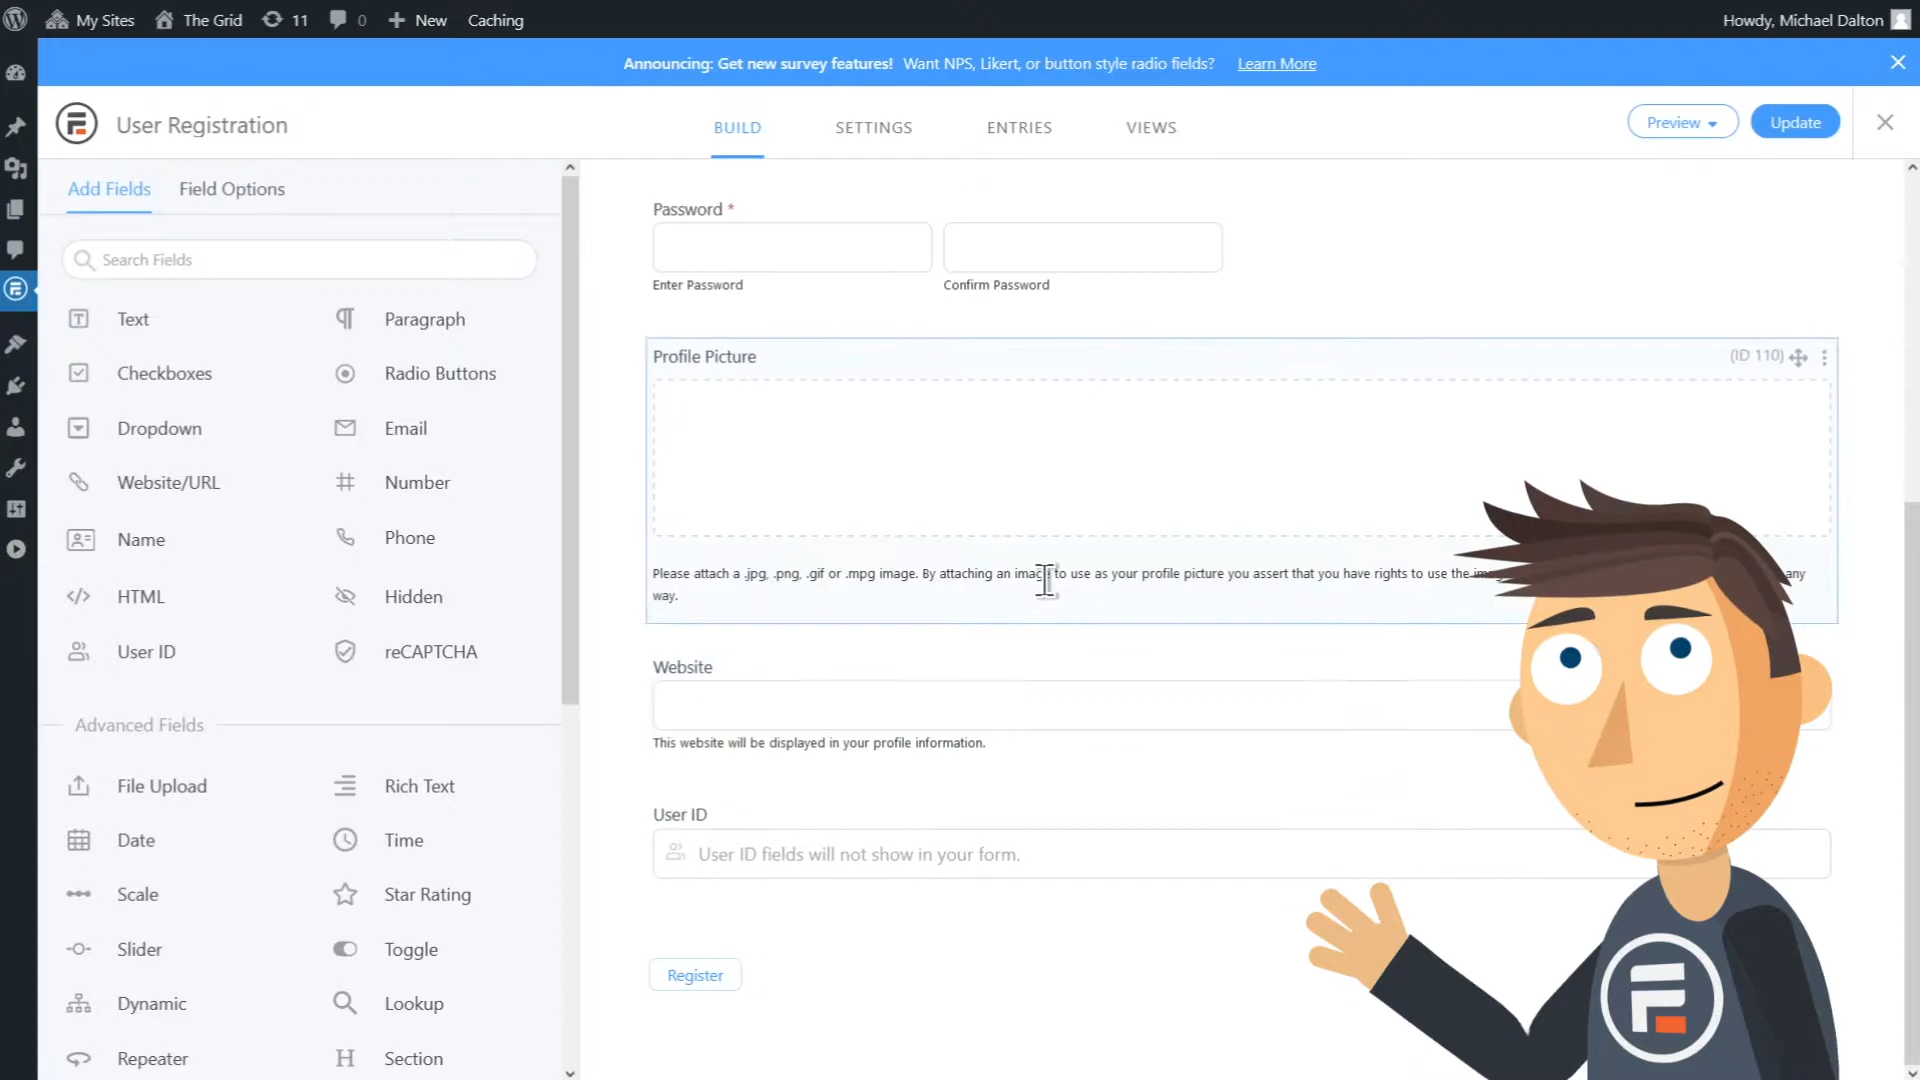 My Sites The Grid 11 0 New Caching Howdy, Michael Dalton
Announcing: Get new survey features! Want NPS, Likert, or button style radio fields? Learn More
User Registration BUILD SETTINGS ENTRIES VIEWS Preview Update
Add Fields Field Options
Search Fields
Text Paragraph
Checkboxes Radio Buttons
Dropdown Email
Website/URL Number
Name Phone
HTML Hidden
User ID reCAPTCHA
Advanced Fields
File Upload Rich Text
Date Time
Scale Star Rating
Slider Toggle
Dynamic Lookup
Repeater Section
Password *
Enter Password Confirm Password
Profile Picture (ID 110)
Please attach a .jpg, .png, .gif or .mpg image. By attaching an image to use as your profile picture you assert that you have rights to use the any
way.
Website
This website will be displayed in your profile information.
User ID
User ID fields will not show in your form.
Register